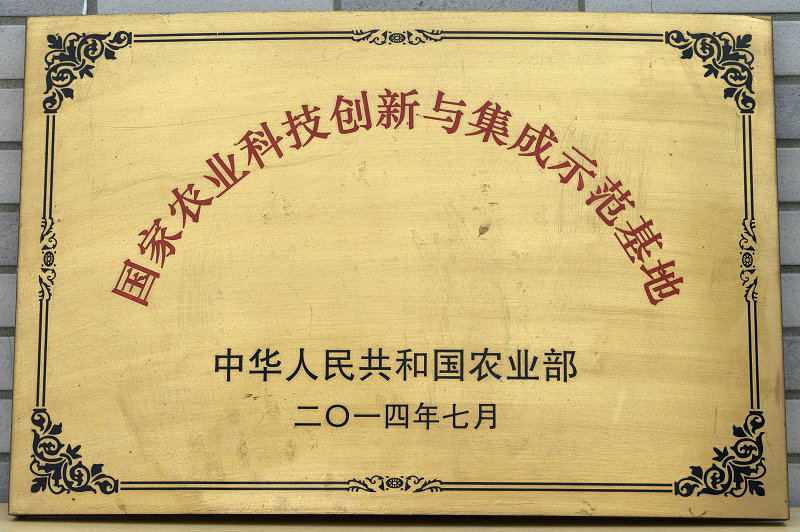 国家农业科技创新与集成示范基地
中华人民共和国农业部
二〇一四年七月